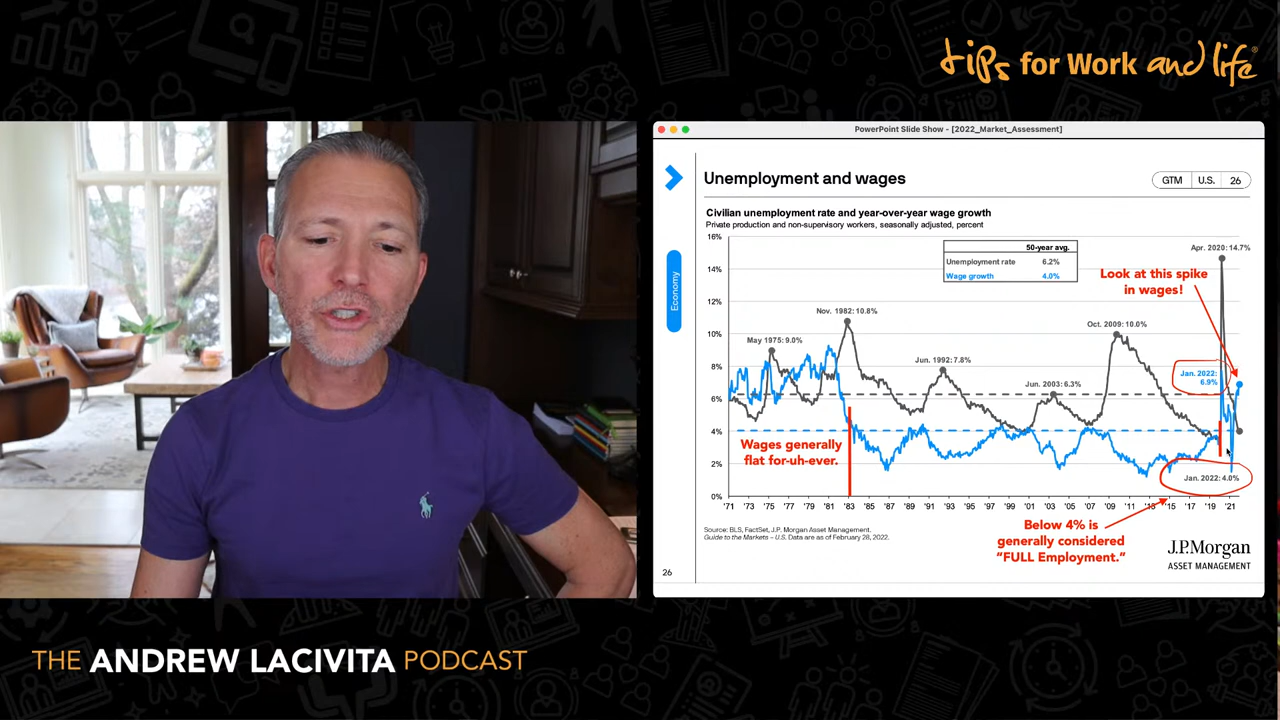 tips for Work and life®
PowerPoint Slide Show - [2022_Market_Assessment]
Unemployment and wages
GTM U.S. 26
Economy
Civilian unemployment rate and year-over-year wage growth
Private production and non-supervisory workers, seasonally adjusted, percent
16%
14%
12%
10%
8%
6%
4%
2%
0%
50-year avg.
Unemployment rate 6.2%
Wage growth 4.0%
Apr. 2020: 14.7%
Look at this spike
in wages!
Nov. 1982: 10.8%
Oct. 2009: 10.0%
May 1975: 9.0%
Jun. 1992: 7.8%
Jun. 2003: 6.3%
Jan. 2022:
6.9%
Wages generally
flat for-uh-ever.
Jan. 2022: 4.0%
'71 '73 '75 '77 '79 '81 '83 '85 '87 '89 '91 '93 '95 '97 '99 '01 '03 '05 '07 '09 '11 '13 '15 '17 '19 '21
Below 4% is
generally considered
"FULL Employment."
Source: BLS, FactSet, J.P. Morgan Asset Management.
Guide to the Markets – U.S. Data are as of February 28, 2022.
J.P.Morgan
ASSET MANAGEMENT
26
THE ANDREW LACIVITA PODCAST